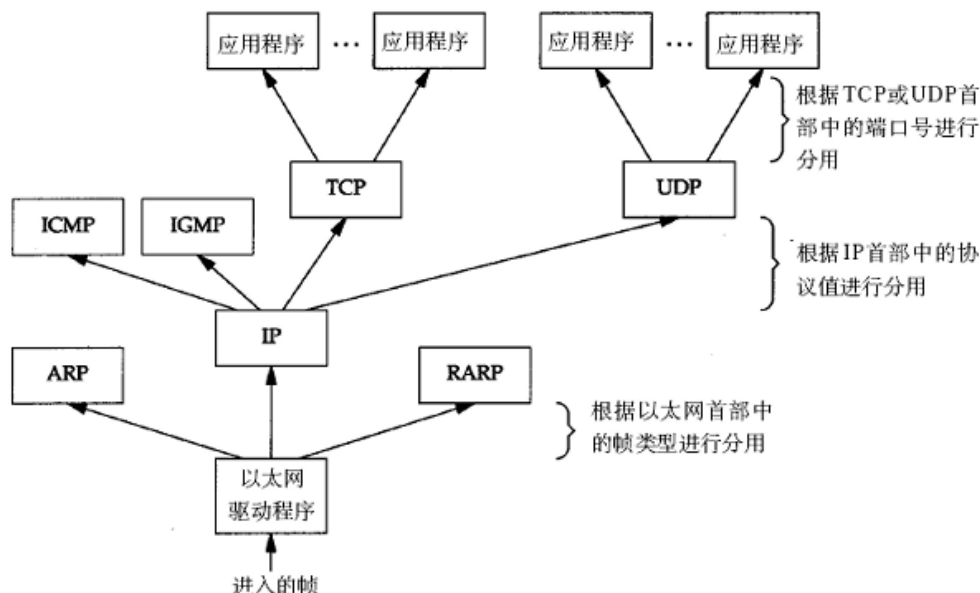 应用程序 … 应用程序 应用程序 … 应用程序
根据TCP或UDP首
部中的端口号进行
分用
TCP UDP
ICMP IGMP
根据IP首部中的协
议值进行分用
IP
ARP RARP
根据以太网首部中
的帧类型进行分用
以太网
驱动程序
进入的帧